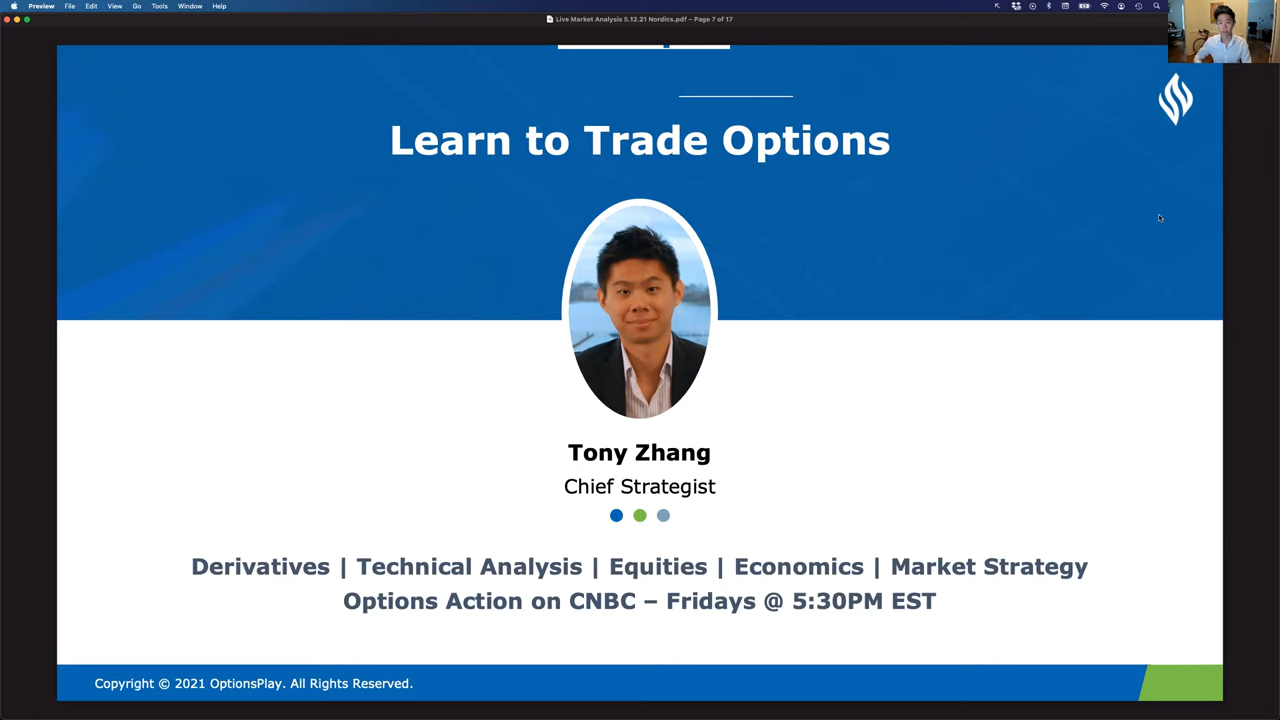 Preview File Edit View Go Tools Window Help
Live Market Analysis 5.12.21 Nordics.pdf – Page 7 of 17
Learn to Trade Options
Tony Zhang
Chief Strategist
Derivatives | Technical Analysis | Equities | Economics | Market Strategy
Options Action on CNBC – Fridays @ 5:30PM EST
Copyright © 2021 OptionsPlay. All Rights Reserved.